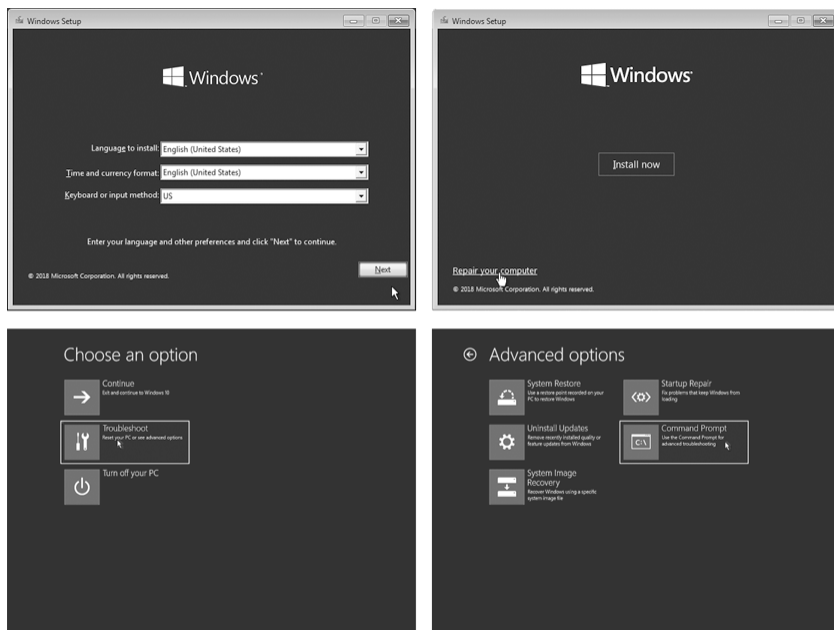 Windows Setup
Windows
Language to install: English (United States)
Time and currency format: English (United States)
Keyboard or input method: US
Enter your language and other preferences and click "Next" to continue.
Next
© 2018 Microsoft Corporation. All rights reserved.
Windows Setup
Windows
Install now
Repair your computer
© 2018 Microsoft Corporation. All rights reserved.
Choose an option
Continue
Exit and continue to Windows 10
Troubleshoot
Reset your PC or see advanced options
Turn off your PC
Advanced options
System Restore
Use a restore point recorded on your
PC to restore Windows
Startup Repair
Fix problems that keep Windows from
loading
Uninstall Updates
Remove recently installed quality or
feature updates from Windows
Command Prompt
Use the Command Prompt for
advanced troubleshooting
C:\
System Image
Recovery
Recover Windows using a specific
system image file